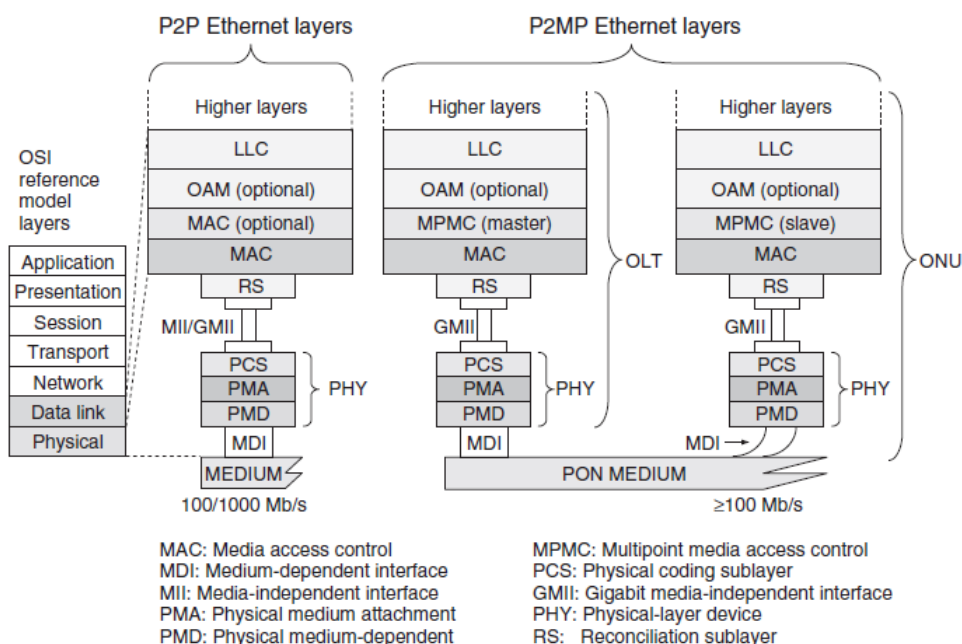 P2P Ethernet layers
P2MP Ethernet layers
Higher layers
Higher layers
Higher layers
OSI
reference
model
layers
LLC
LLC
LLC
OAM (optional)
OAM (optional)
OAM (optional)
MAC (optional)
MPMC (master)
MPMC (slave)
MAC
MAC
MAC
OLT
ONU
Application
Presentation
Session
Transport
Network
Data link
Physical
RS
RS
RS
MII/GMII
GMII
GMII
PCS
PCS
PCS
PMA
PMA
PMA
PHY
PHY
PHY
PMD
PMD
PMD
MDI
MDI
MDI
MEDIUM
PON MEDIUM
100/1000 Mb/s
≥100 Mb/s
MAC: Media access control
MDI: Medium-dependent interface
MII: Media-independent interface
PMA: Physical medium attachment
PMD: Physical medium-dependent
MPMC: Multipoint media access control
PCS: Physical coding sublayer
GMII: Gigabit media-independent interface
PHY: Physical-layer device
RS: Reconciliation sublayer